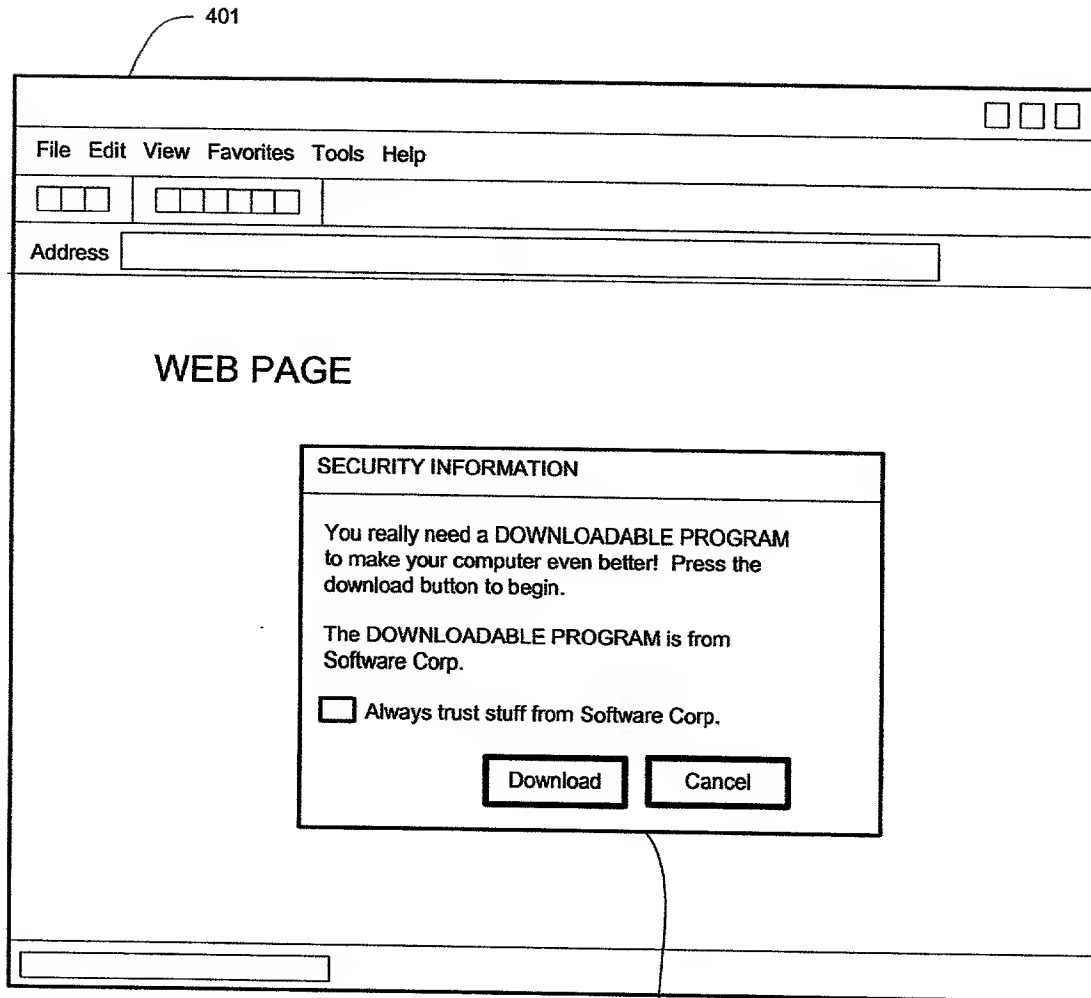 401
File Edit View Favorites Tools Help
Address
WEB PAGE
SECURITY INFORMATION
You really need a DOWNLOADABLE PROGRAM
to make your computer even better! Press the
download button to begin.
The DOWNLOADABLE PROGRAM is from
Software Corp.
Always trust stuff from Software Corp.
Download Cancel